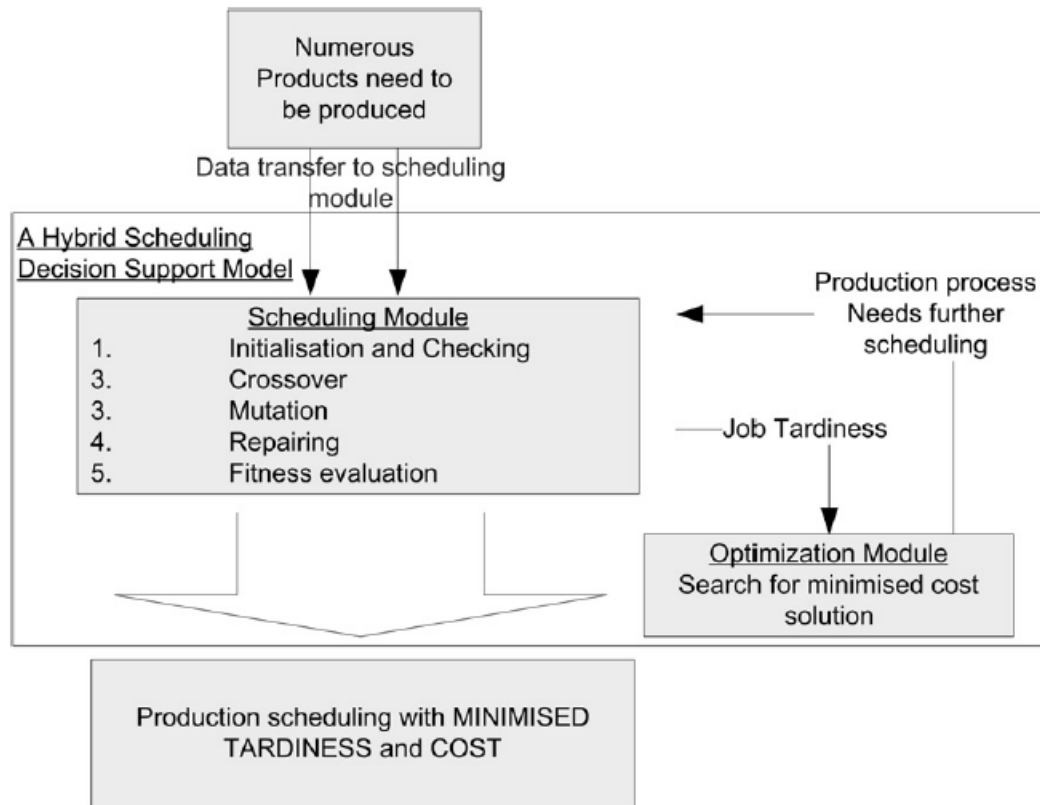 Numerous
Products need to
be produced
Data transfer to scheduling
module
A Hybrid Scheduling
Decision Support Model
Scheduling Module
1. Initialisation and Checking
3. Crossover
3. Mutation
4. Repairing
5. Fitness evaluation
Production process
Needs further
scheduling
Job Tardiness
Optimization Module
Search for minimised cost
solution
Production scheduling with MINIMISED
TARDINESS and COST